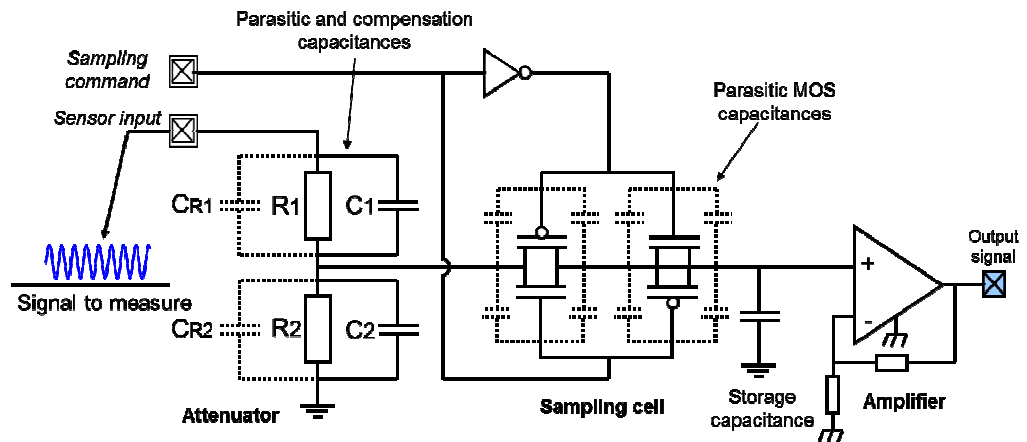 Parasitic and compensation
capacitances
Sampling
command
Sensor input
Parasitic MOS
capacitances
CR1
R1
C1
Output
signal
+
-
Signal to measure
CR2
R2
C2
Storage
capacitance
Attenuator
Sampling cell
Amplifier